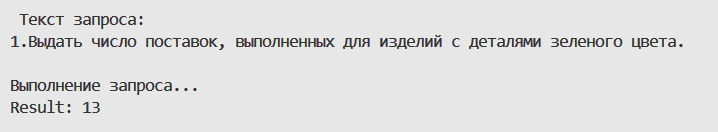 Текст запроса:
1.Выдать число поставок, выполненных для изделий с деталями зеленого цвета.
Выполнение запроса...
Result: 13